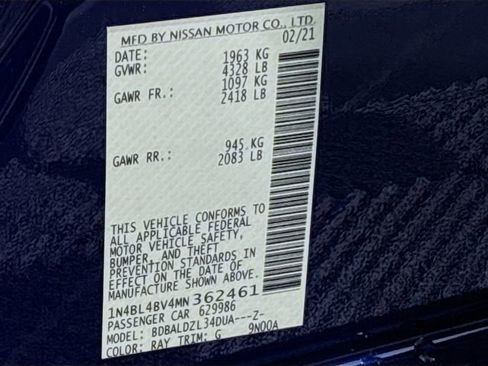 MFD BY NISSAN MOTOR CO., LTD.
DATE: 02/21
GVWR: 1963 KG
4328 LB
GAWR FR.: 1097 KG
2418 LB
GAWR RR.: 945 KG
2083 LB
THIS VEHICLE CONFORMS TO
ALL APPLICABLE FEDERAL
MOTOR VEHICLE SAFETY,
BUMPER, AND THEFT
PREVENTION STANDARDS IN
EFFECT ON THE DATE OF
MANUFACTURE SHOWN ABOVE.
1N4BL4BV4MN362461
PASSENGER CAR 629986
MODEL: BDBALDZL34DUA---Z-
COLOR: RAY TRIM: G 9N00A